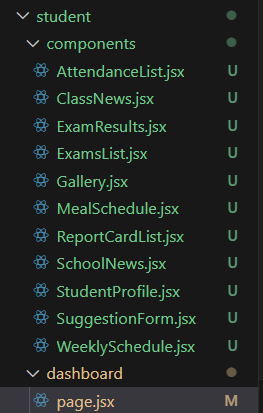 student
components
AttendanceList.jsx U
ClassNews.jsx U
ExamResults.jsx U
ExamsList.jsx U
Gallery.jsx U
MealSchedule.jsx U
ReportCardList.jsx U
SchoolNews.jsx U
StudentProfile.jsx U
SuggestionForm.jsx U
WeeklySchedule.jsx U
dashboard
page.jsx M